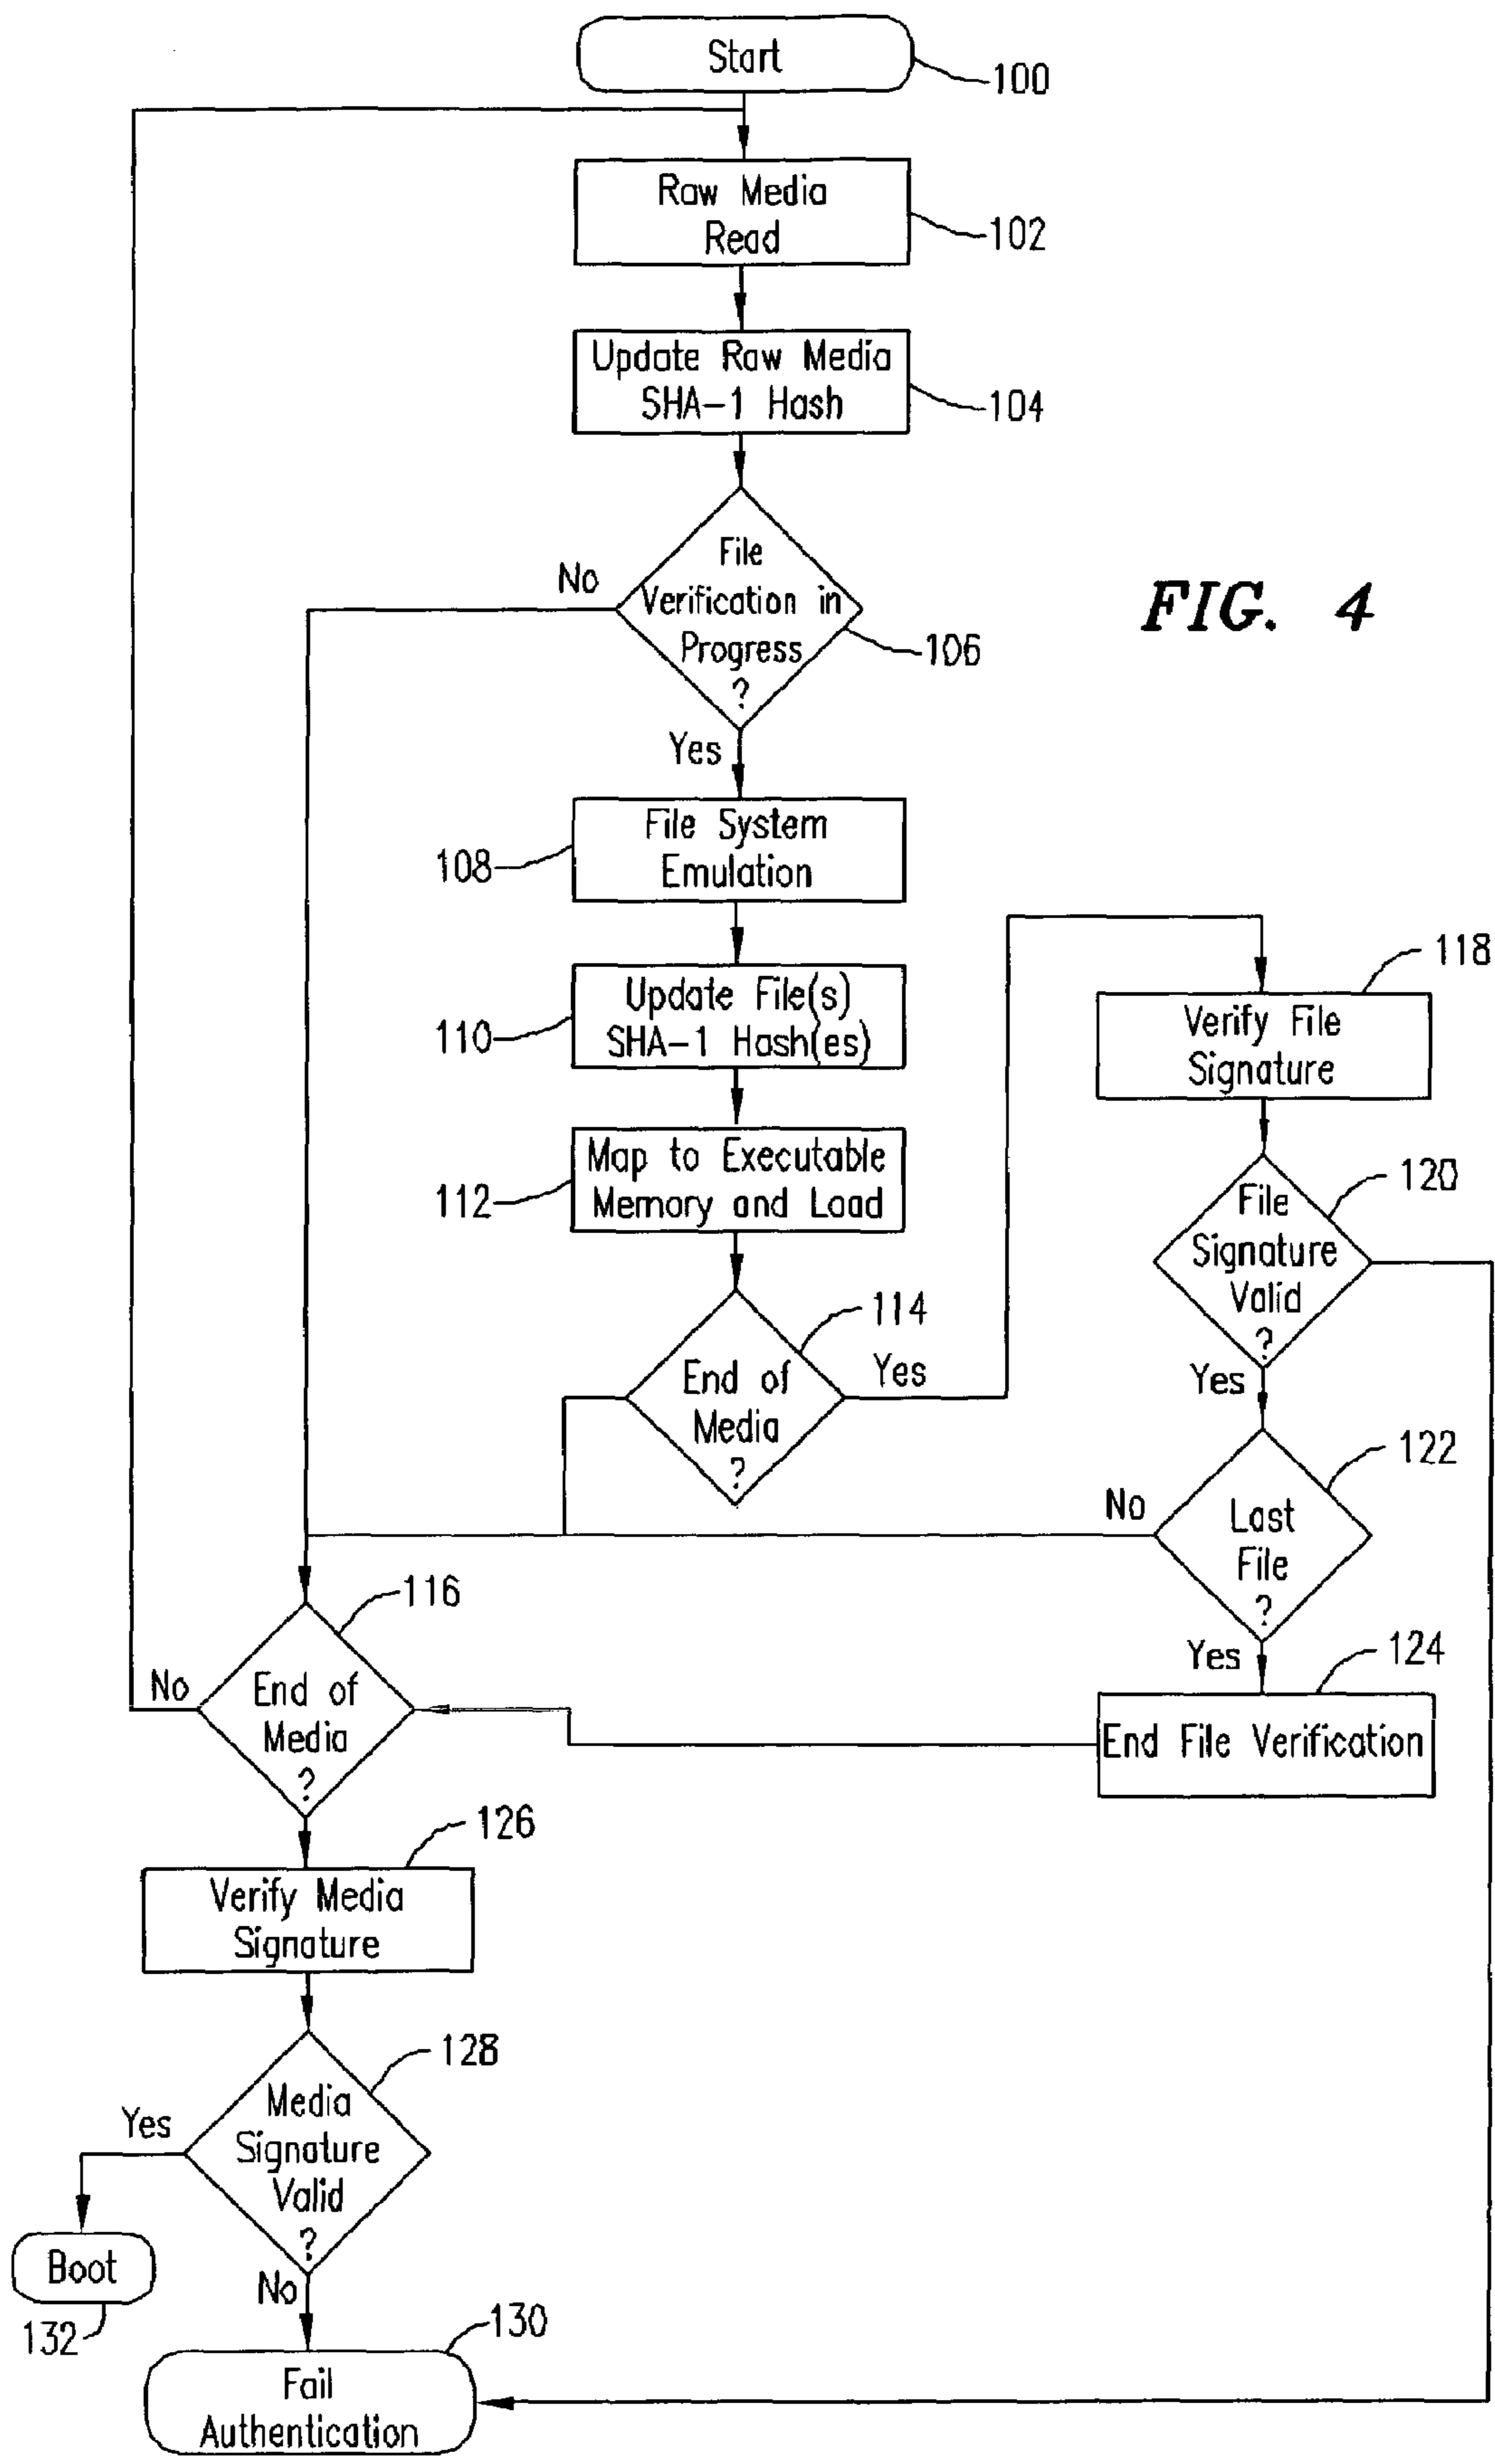 Start
100
Raw Media
Read
102
Update Raw Media
SHA-1 Hash
104
File
Verification in
Progress
?
106
No
FIG. 4
Yes
File System
Emulation
108
Update File(s)
SHA-1 Hash(es)
110
Map to Executable
Memory and Load
112
End of
Media
?
114
Yes
Verify File
Signature
118
File
Signature
Valid
?
120
Yes
Last
File
?
122
No
Yes
End File Verification
124
End of
Media
?
116
No
Verify Media
Signature
126
Media
Signature
Valid
?
128
Yes
Boot
132
No
Fail
Authentication
130